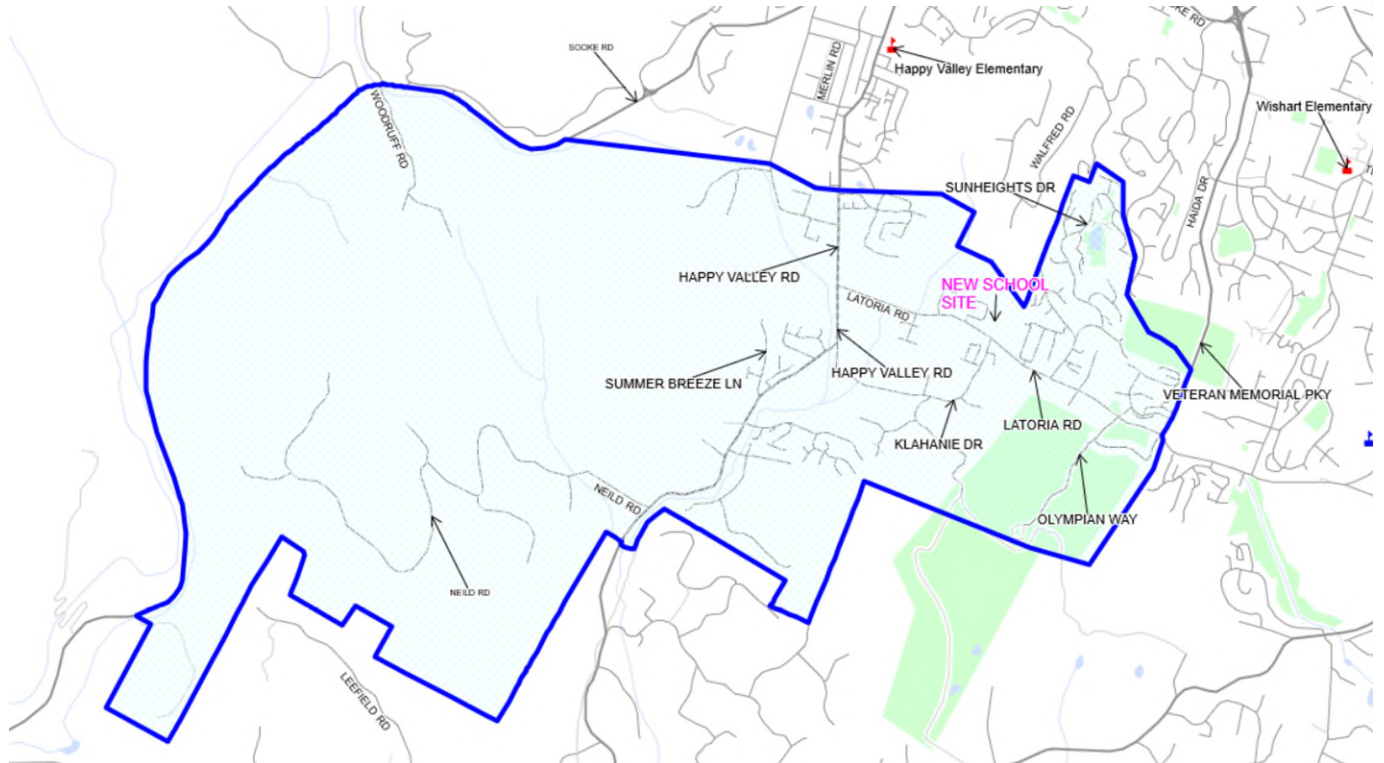 KE RD
SOOKE RD
Happy Valley Elementary
MERLIN RD
WOODRUFF RD
Wishart Elementary
WALFRED RD
SUNHEIGHTS DR
HAIDA DR
HAPPY VALLEY RD
NEW SCHOOL
SITE
LATORIA RD
SUMMER BREEZE LN
HAPPY VALLEY RD
VETERAN MEMORIAL PKY
KLAHANIE DR
LATORIA RD
NEILD RD
OLYMPIAN WAY
NEILD RD
LEEFIELD RD